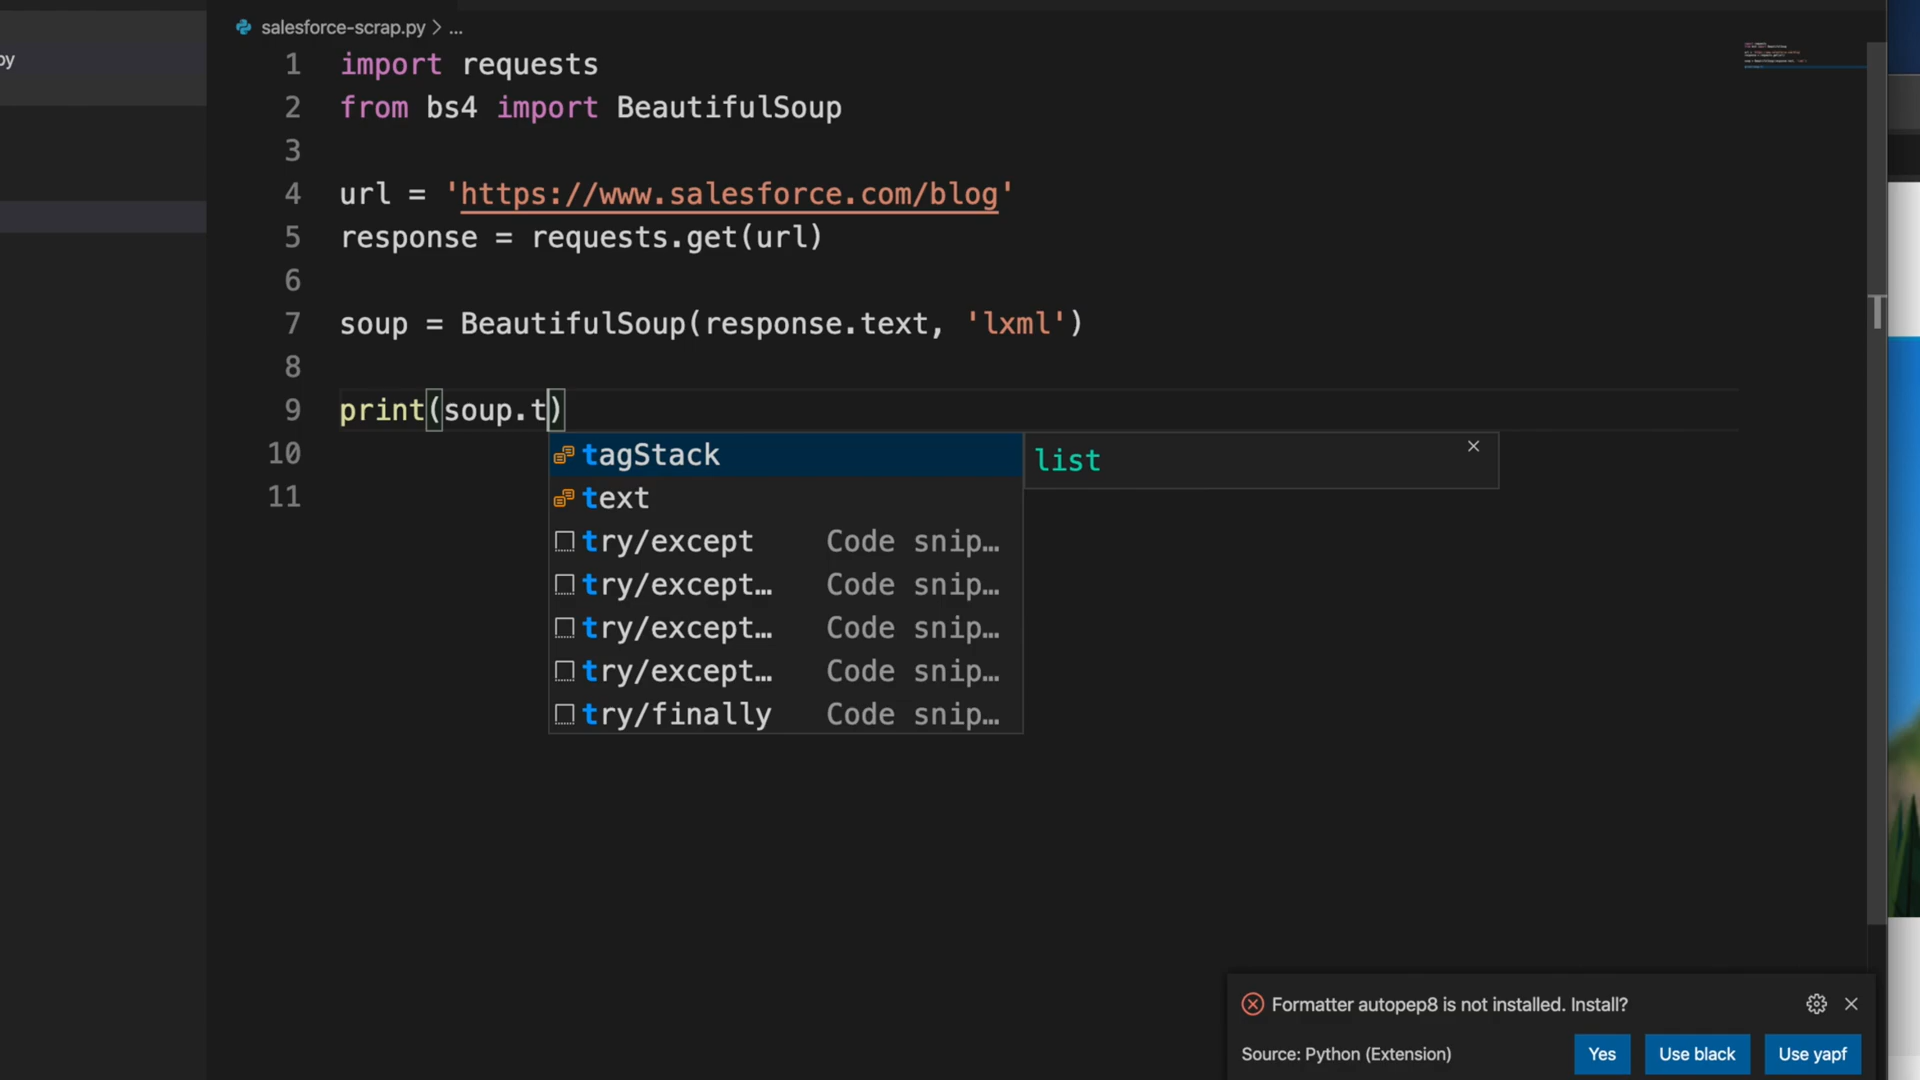 py
salesforce-scrap.py > ...
1 import requests
2 from bs4 import BeautifulSoup
3
4 url = 'https://www.salesforce.com/blog'
5 response = requests.get(url)
6
7 soup = BeautifulSoup(response.text, 'lxml')
8
9 print(soup.t)
10
11
tagStack
list
text
try/except Code snip…
try/except… Code snip…
try/except… Code snip…
try/except… Code snip…
try/finally Code snip…
Formatter autopep8 is not installed. Install?
Source: Python (Extension)
Yes
Use black
Use yapf